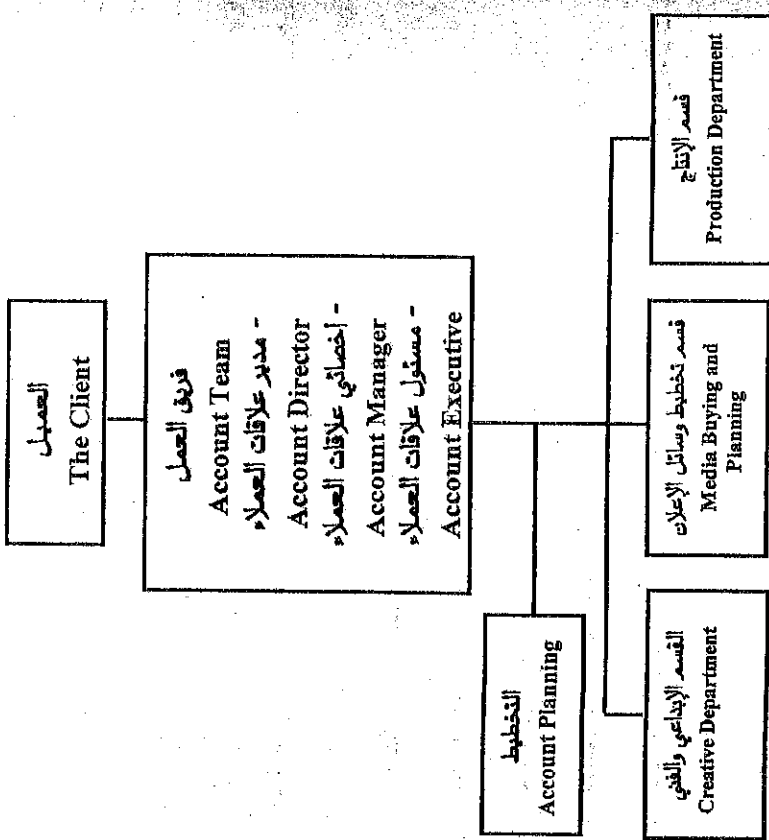 العميل
The Client
فريق العمل
Account Team
- مدير علاقات العملاء
Account Director
- إخصائي علاقات العملاء
Account Manager
- مسئول علاقات العملاء
Account Executive
التخطيط
Account Planning
القسم الإبداعي والفني
Creative Department
قسم تخطيط وسائل الإعلان
Media Buying and
Planning
قسم الإنتاج
Production Department